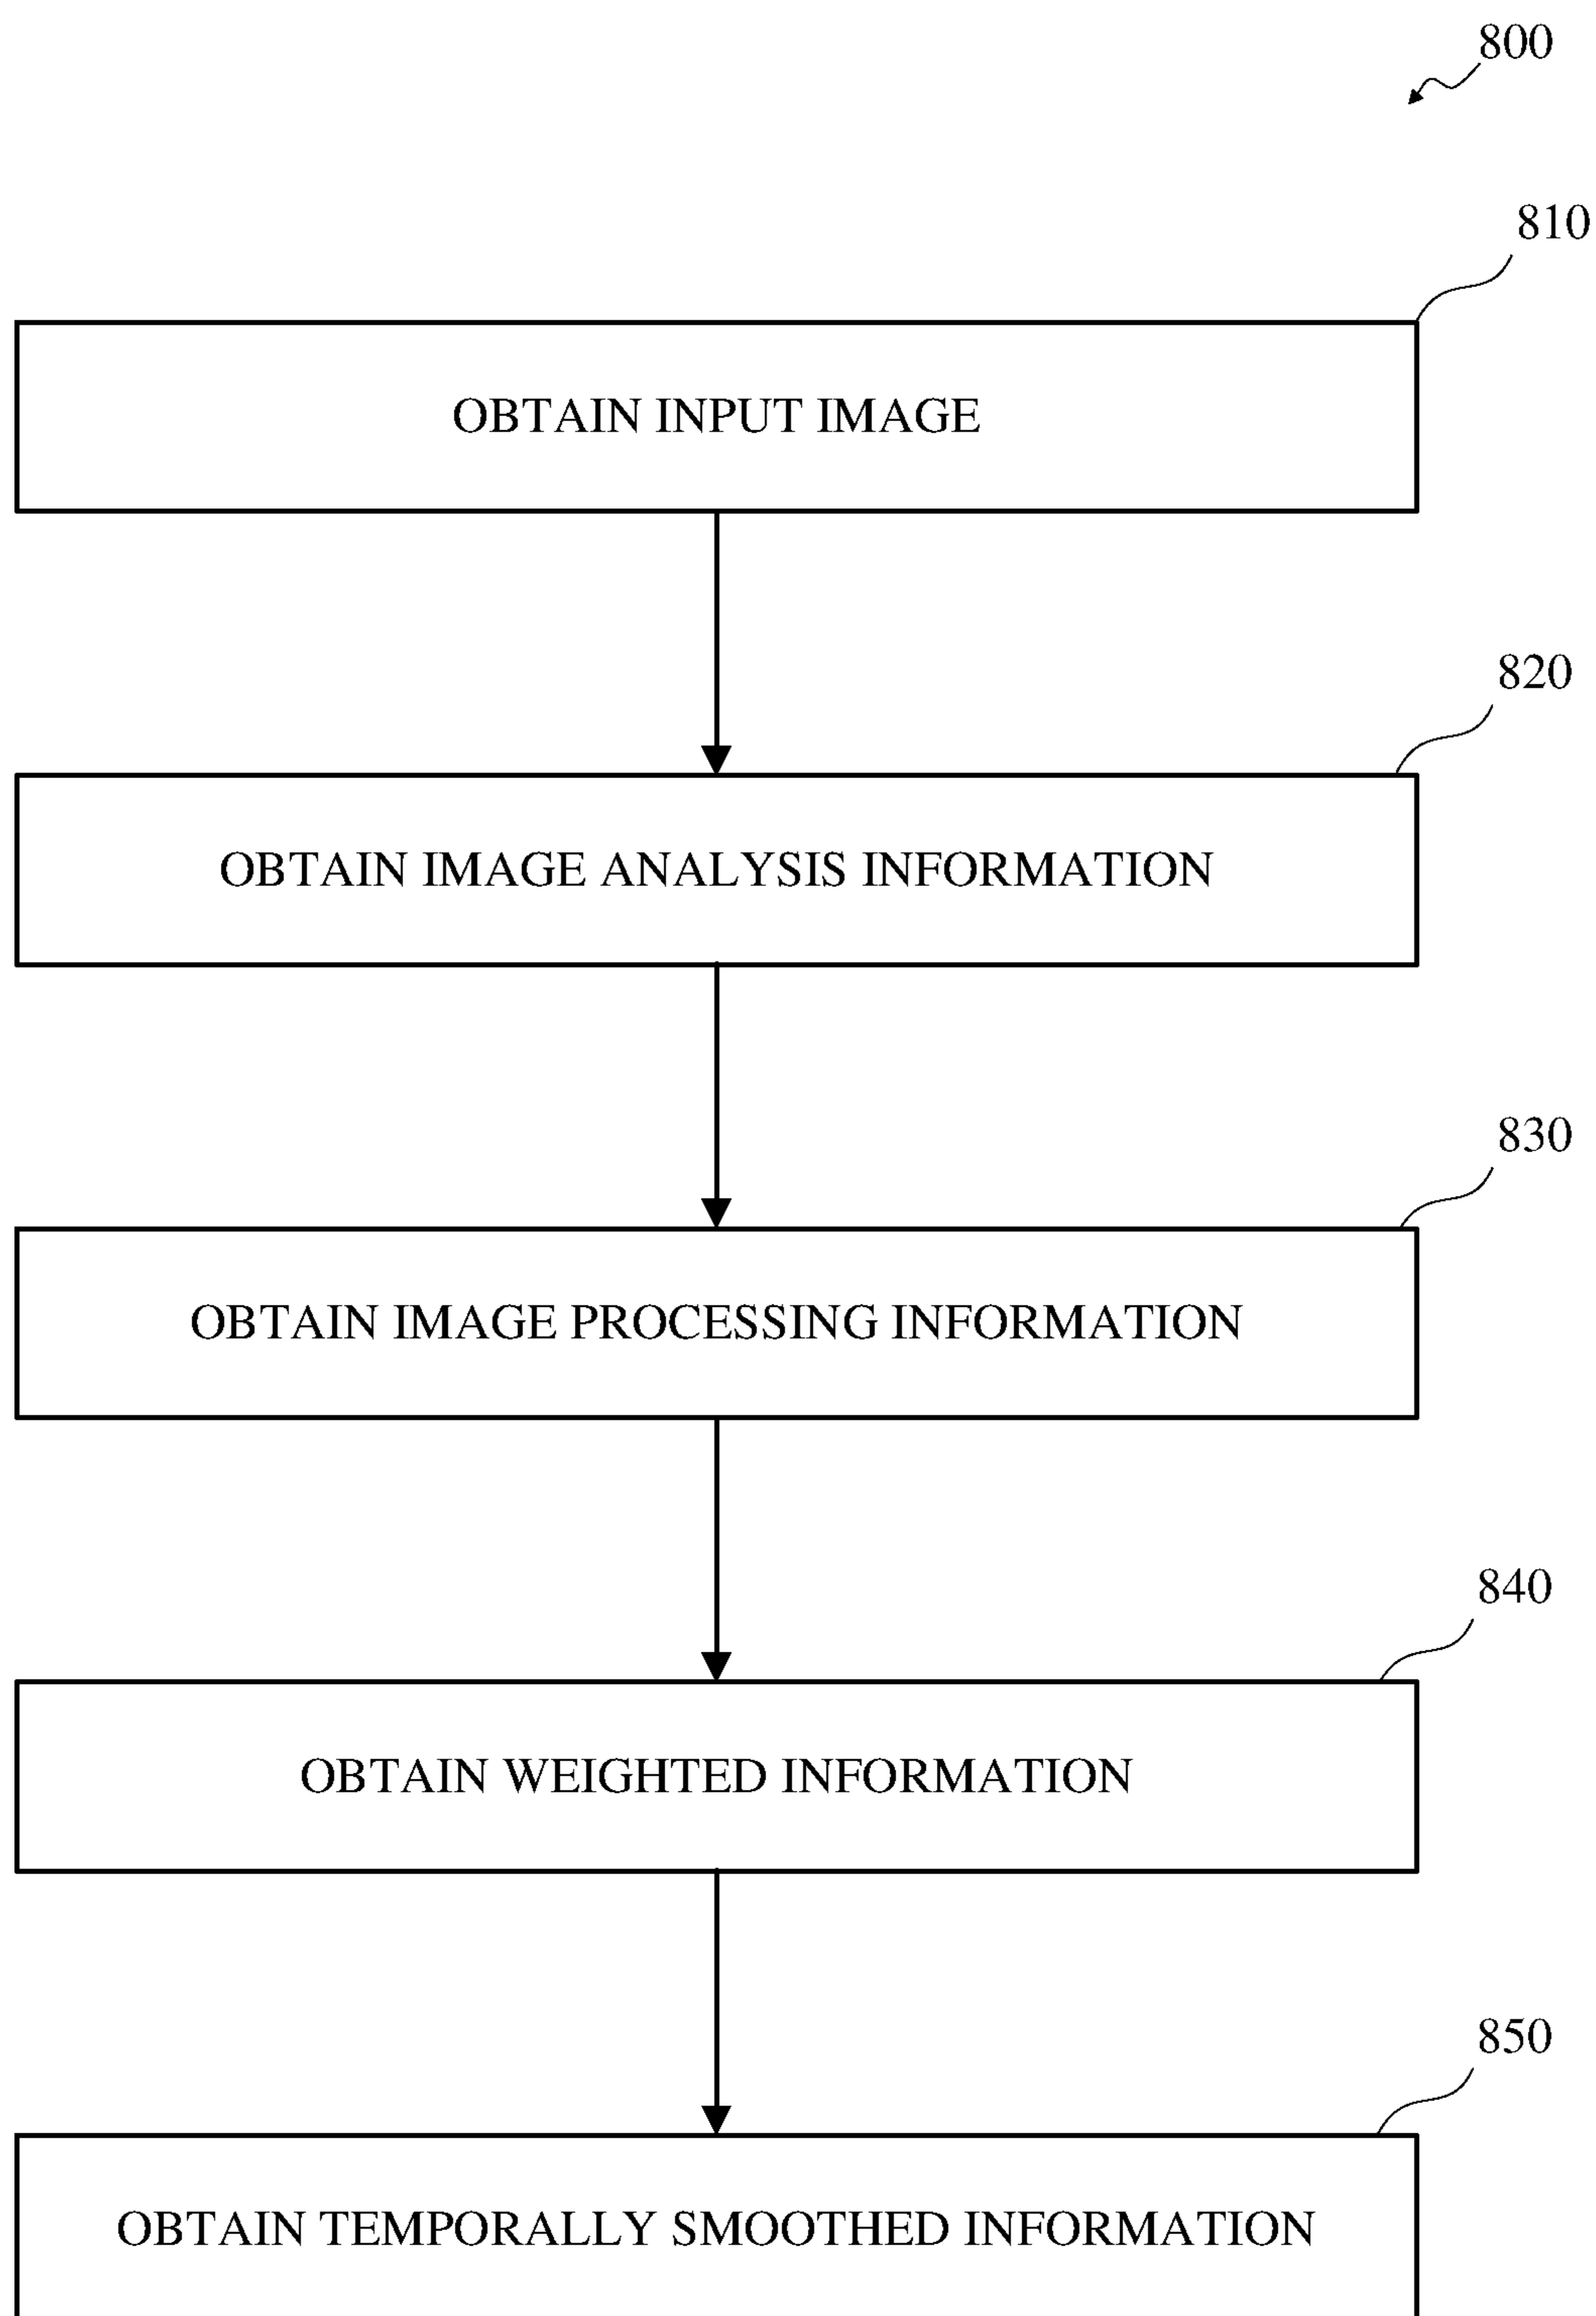 800
810
OBTAIN INPUT IMAGE
820
OBTAIN IMAGE ANALYSIS INFORMATION
830
OBTAIN IMAGE PROCESSING INFORMATION
840
OBTAIN WEIGHTED INFORMATION
850
OBTAIN TEMPORALLY SMOOTHED INFORMATION